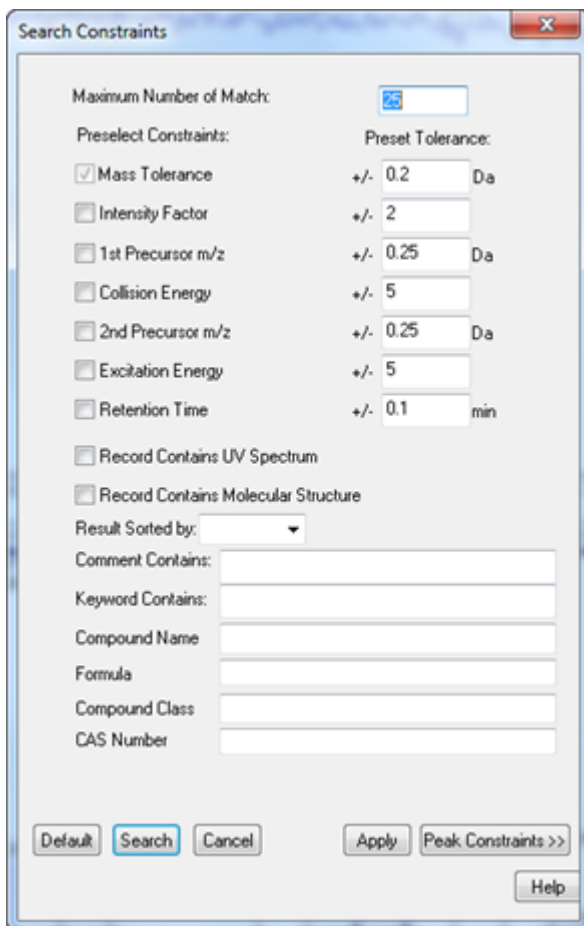 Search Constraints
Maximum Number of Match: 25
Preselect Constraints: Preset Tolerance:
Mass Tolerance +/- 0.2 Da
Intensity Factor +/- 2
1st Precursor m/z +/- 0.25 Da
Collision Energy +/- 5
2nd Precursor m/z +/- 0.25 Da
Excitation Energy +/- 5
Retention Time +/- 0.1 min
Record Contains UV Spectrum
Record Contains Molecular Structure
Result Sorted by:
Comment Contains:
Keyword Contains:
Compound Name
Formula
Compound Class
CAS Number
Default Search Cancel Apply Peak Constraints >>
Help